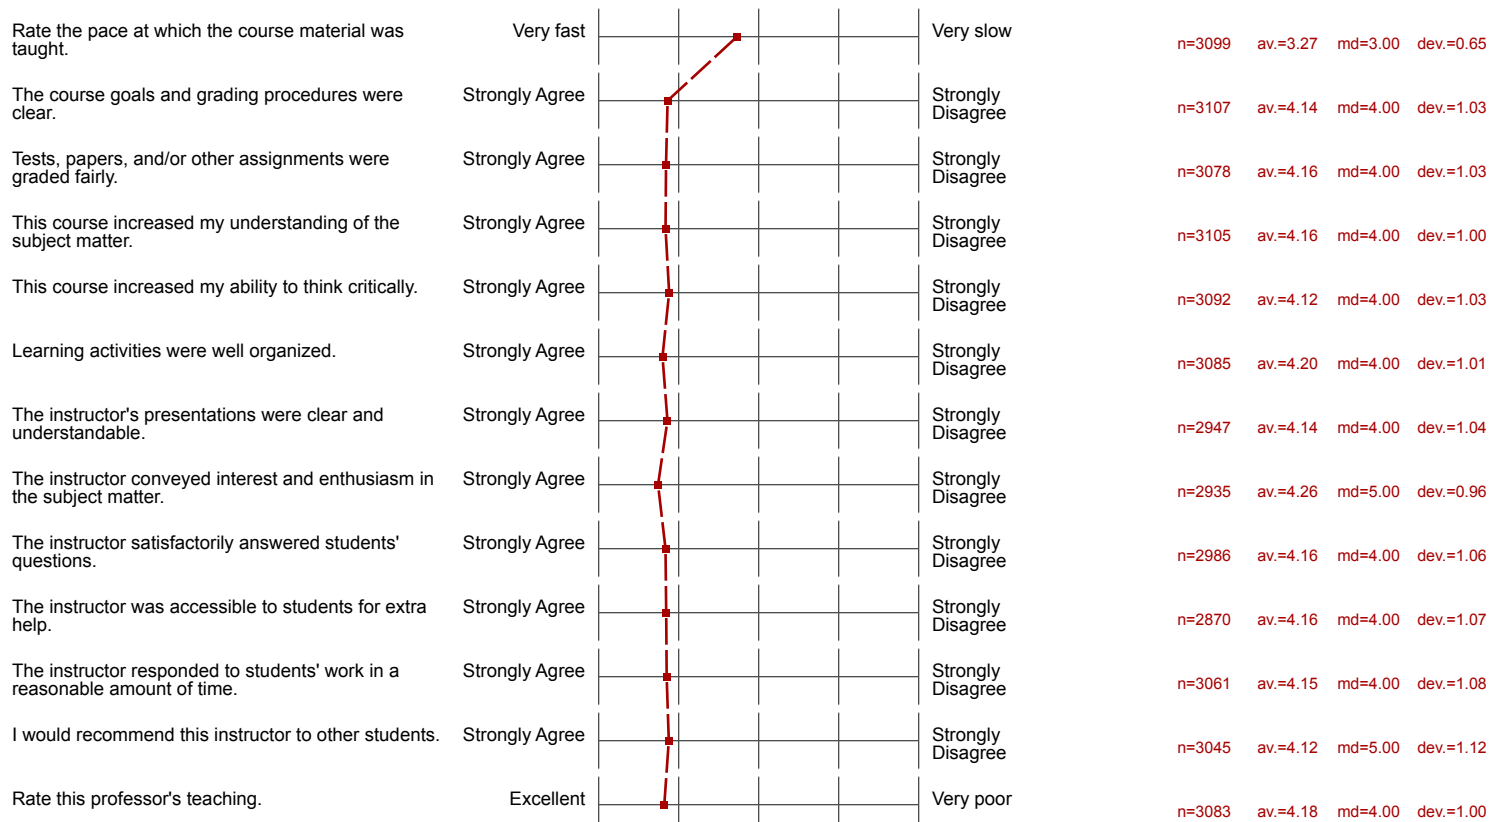 Rate the pace at which the course material was
taught.
Very fast
Very slow
n=3099 av.=3.27 md=3.00 dev.=0.65
The course goals and grading procedures were
clear.
Strongly Agree
Strongly
Disagree
n=3107 av.=4.14 md=4.00 dev.=1.03
Tests, papers, and/or other assignments were
graded fairly.
Strongly Agree
Strongly
Disagree
n=3078 av.=4.16 md=4.00 dev.=1.03
This course increased my understanding of the
subject matter.
Strongly Agree
Strongly
Disagree
n=3105 av.=4.16 md=4.00 dev.=1.00
This course increased my ability to think critically.
Strongly Agree
Strongly
Disagree
n=3092 av.=4.12 md=4.00 dev.=1.03
Learning activities were well organized.
Strongly Agree
Strongly
Disagree
n=3085 av.=4.20 md=4.00 dev.=1.01
The instructor's presentations were clear and
understandable.
Strongly Agree
Strongly
Disagree
n=2947 av.=4.14 md=4.00 dev.=1.04
The instructor conveyed interest and enthusiasm in
the subject matter.
Strongly Agree
Strongly
Disagree
n=2935 av.=4.26 md=5.00 dev.=0.96
The instructor satisfactorily answered students'
questions.
Strongly Agree
Strongly
Disagree
n=2986 av.=4.16 md=4.00 dev.=1.06
The instructor was accessible to students for extra
help.
Strongly Agree
Strongly
Disagree
n=2870 av.=4.16 md=4.00 dev.=1.07
The instructor responded to students' work in a
reasonable amount of time.
Strongly Agree
Strongly
Disagree
n=3061 av.=4.15 md=4.00 dev.=1.08
I would recommend this instructor to other students.
Strongly Agree
Strongly
Disagree
n=3045 av.=4.12 md=5.00 dev.=1.12
Rate this professor's teaching.
Excellent
Very poor
n=3083 av.=4.18 md=4.00 dev.=1.00